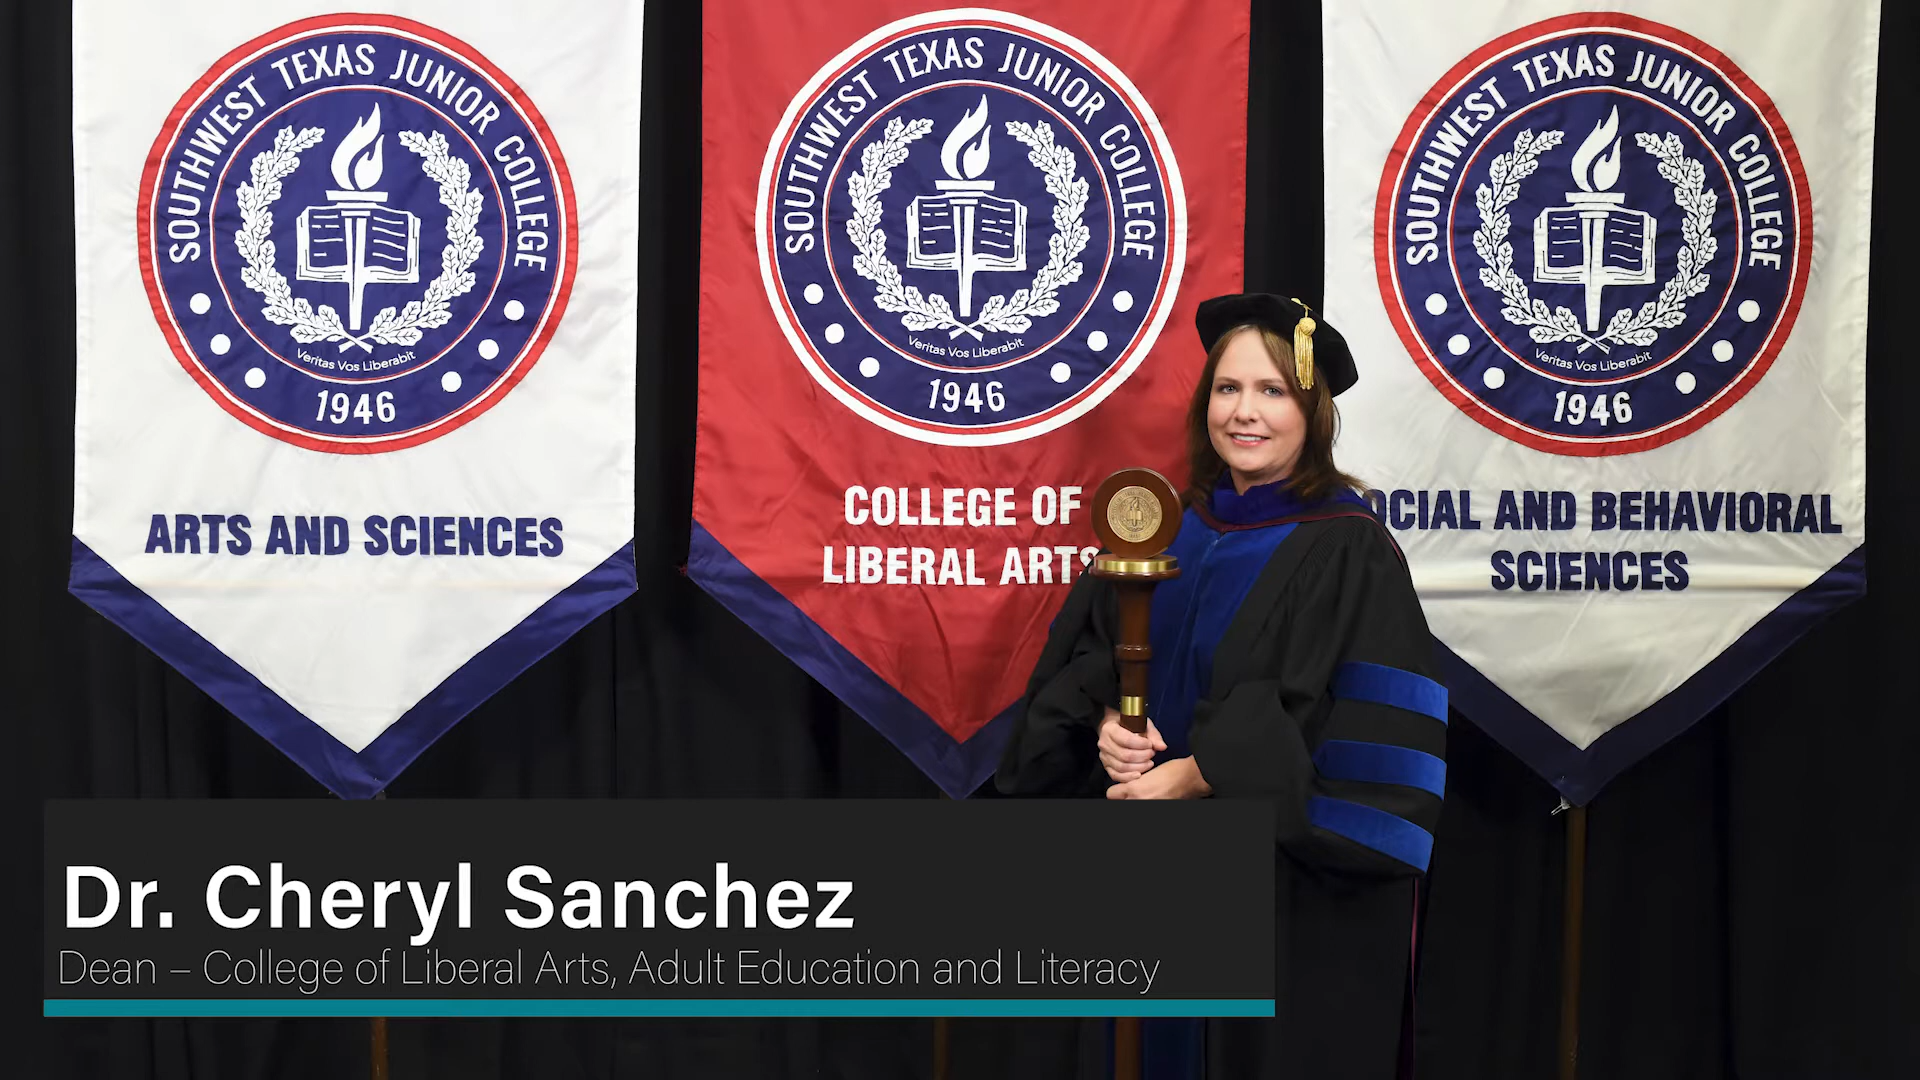 SOUTHWEST TEXAS JUNIOR COLLEGE
Veritas Vos Liberabit
1946
ARTS AND SCIENCES
SOUTHWEST TEXAS JUNIOR COLLEGE
Veritas Vos Liberabit
1946
COLLEGE OF
LIBERAL ARTS
SOUTHWEST TEXAS JUNIOR COLLEGE
Veritas Vos Liberabit
1946
SOCIAL AND BEHAVIORAL
SCIENCES
Dr. Cheryl Sanchez
Dean – College of Liberal Arts, Adult Education and Literacy